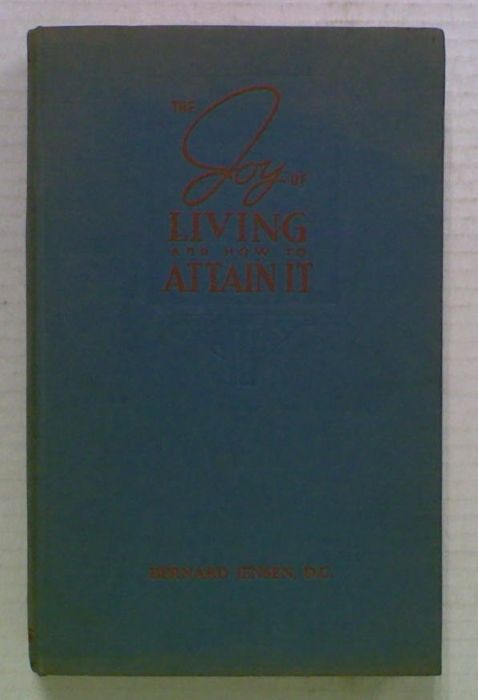 THE
Joy OF
LIVING
AND HOW TO
ATTAIN IT
BERNARD JENSEN, D.C.